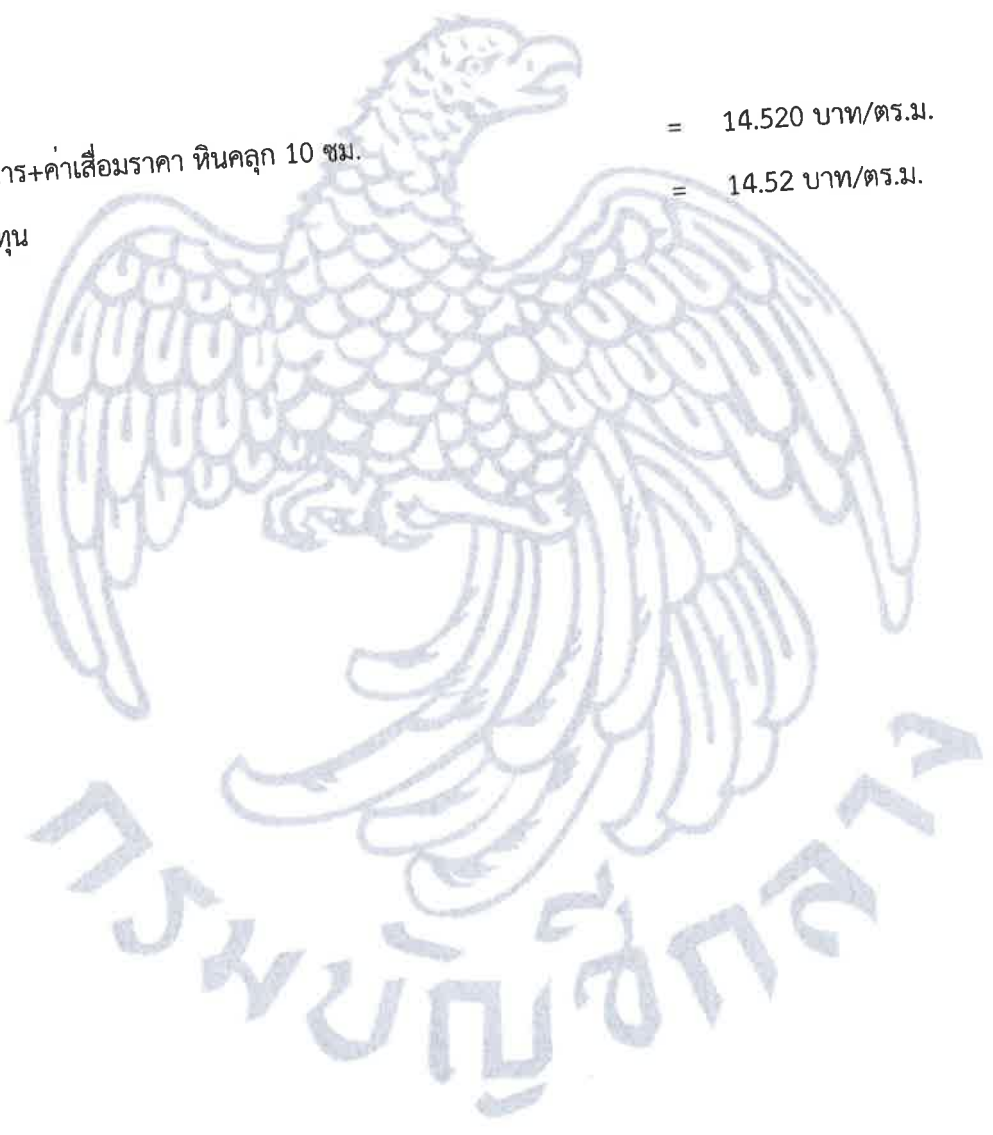 าร+ค่าเสื่อมราคา หินคลุก 10 ซม. = 14.520 บาท/ตร.ม.
ทุน = 14.52 บาท/ตร.ม.
กรมบัญชีกลาง